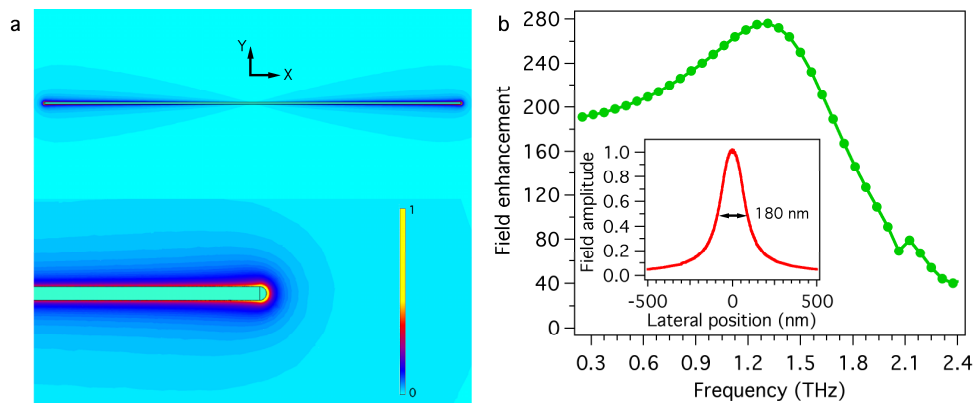 a
Y
X
1
0
b
280
240
200
160
120
80
40
0
Field enhancement
0.3 0.6 0.9 1.2 1.5 1.8 2.1 2.4
Frequency (THz)
1.0
0.8
0.6
0.4
0.2
0.0
Field amplitude
180 nm
-500 0 500
Lateral position (nm)